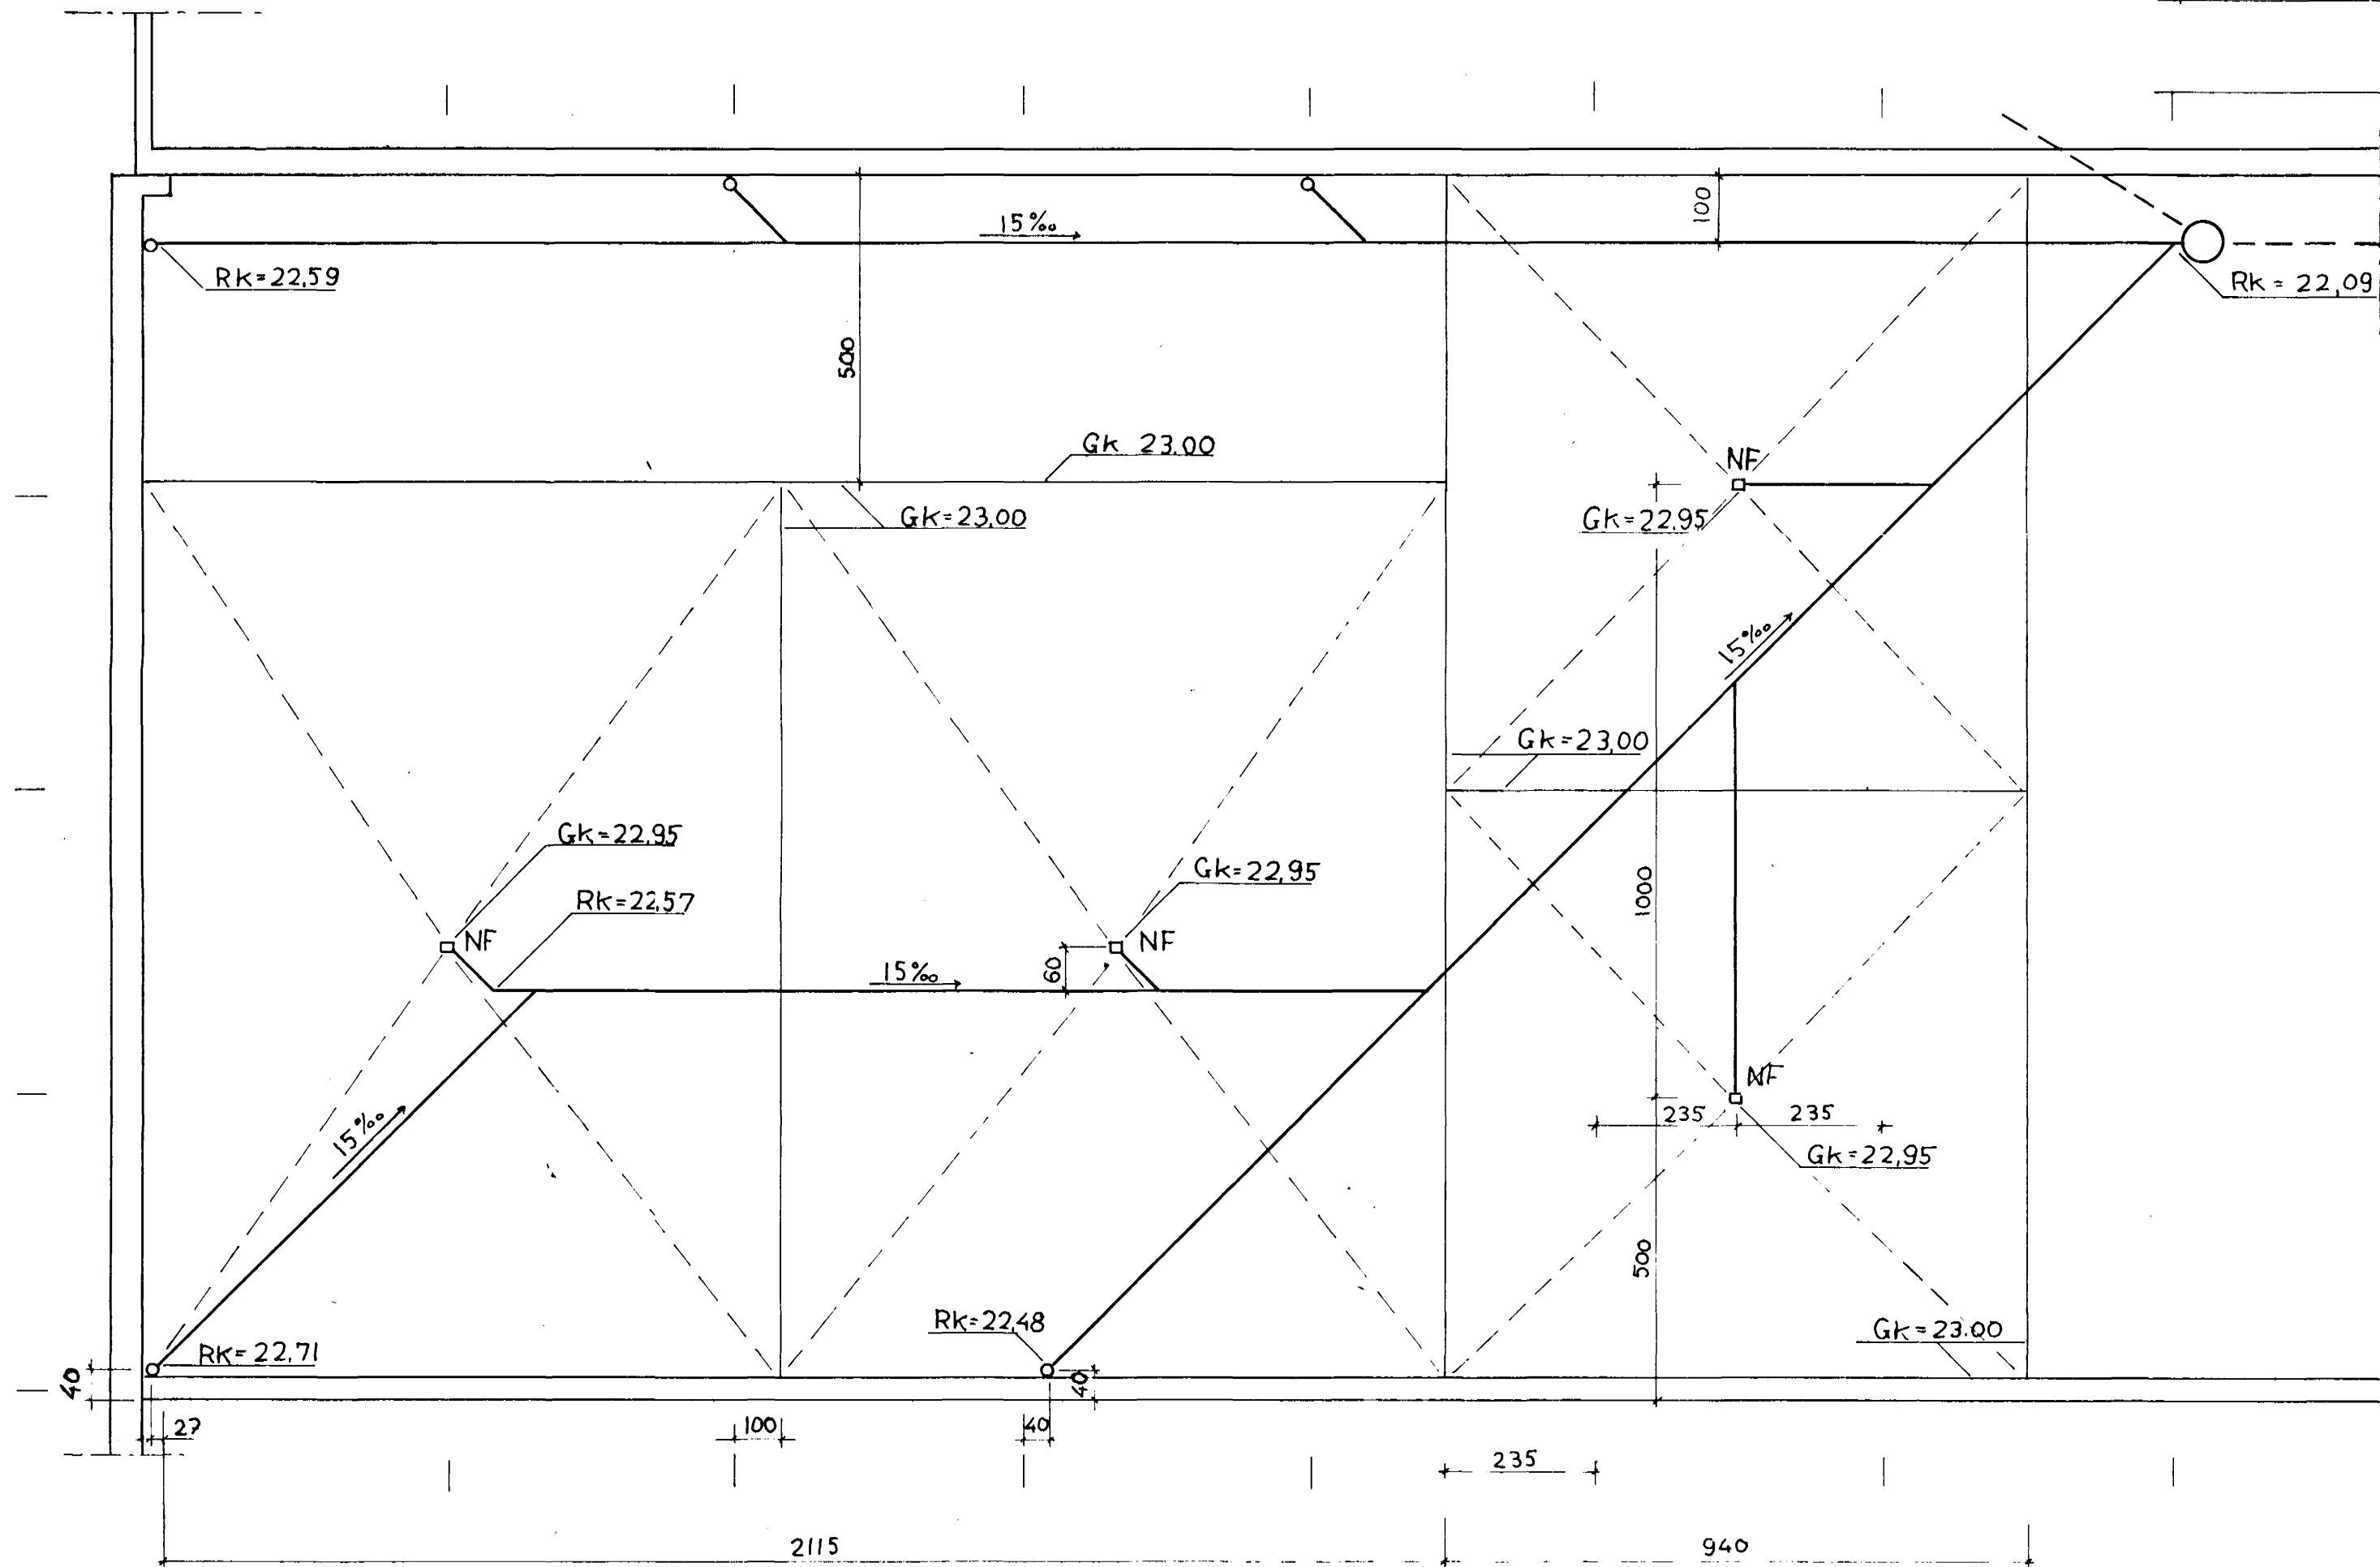 15‰
100
Rk=22,59
Rk = 22,09
500
Gk 23.00
NF
Gk=23,00
Gk=22.95
15‰
Gk=23,00
Gk=22,95
Gk=22,95
1000
Rk=22,57
NF
NF
15‰
60
NF
235
235
15‰
Gk=22,95
500
Rk=22,48
Gk=23.00
Rk=22,71
40
40
27
100
40
235
2115
940